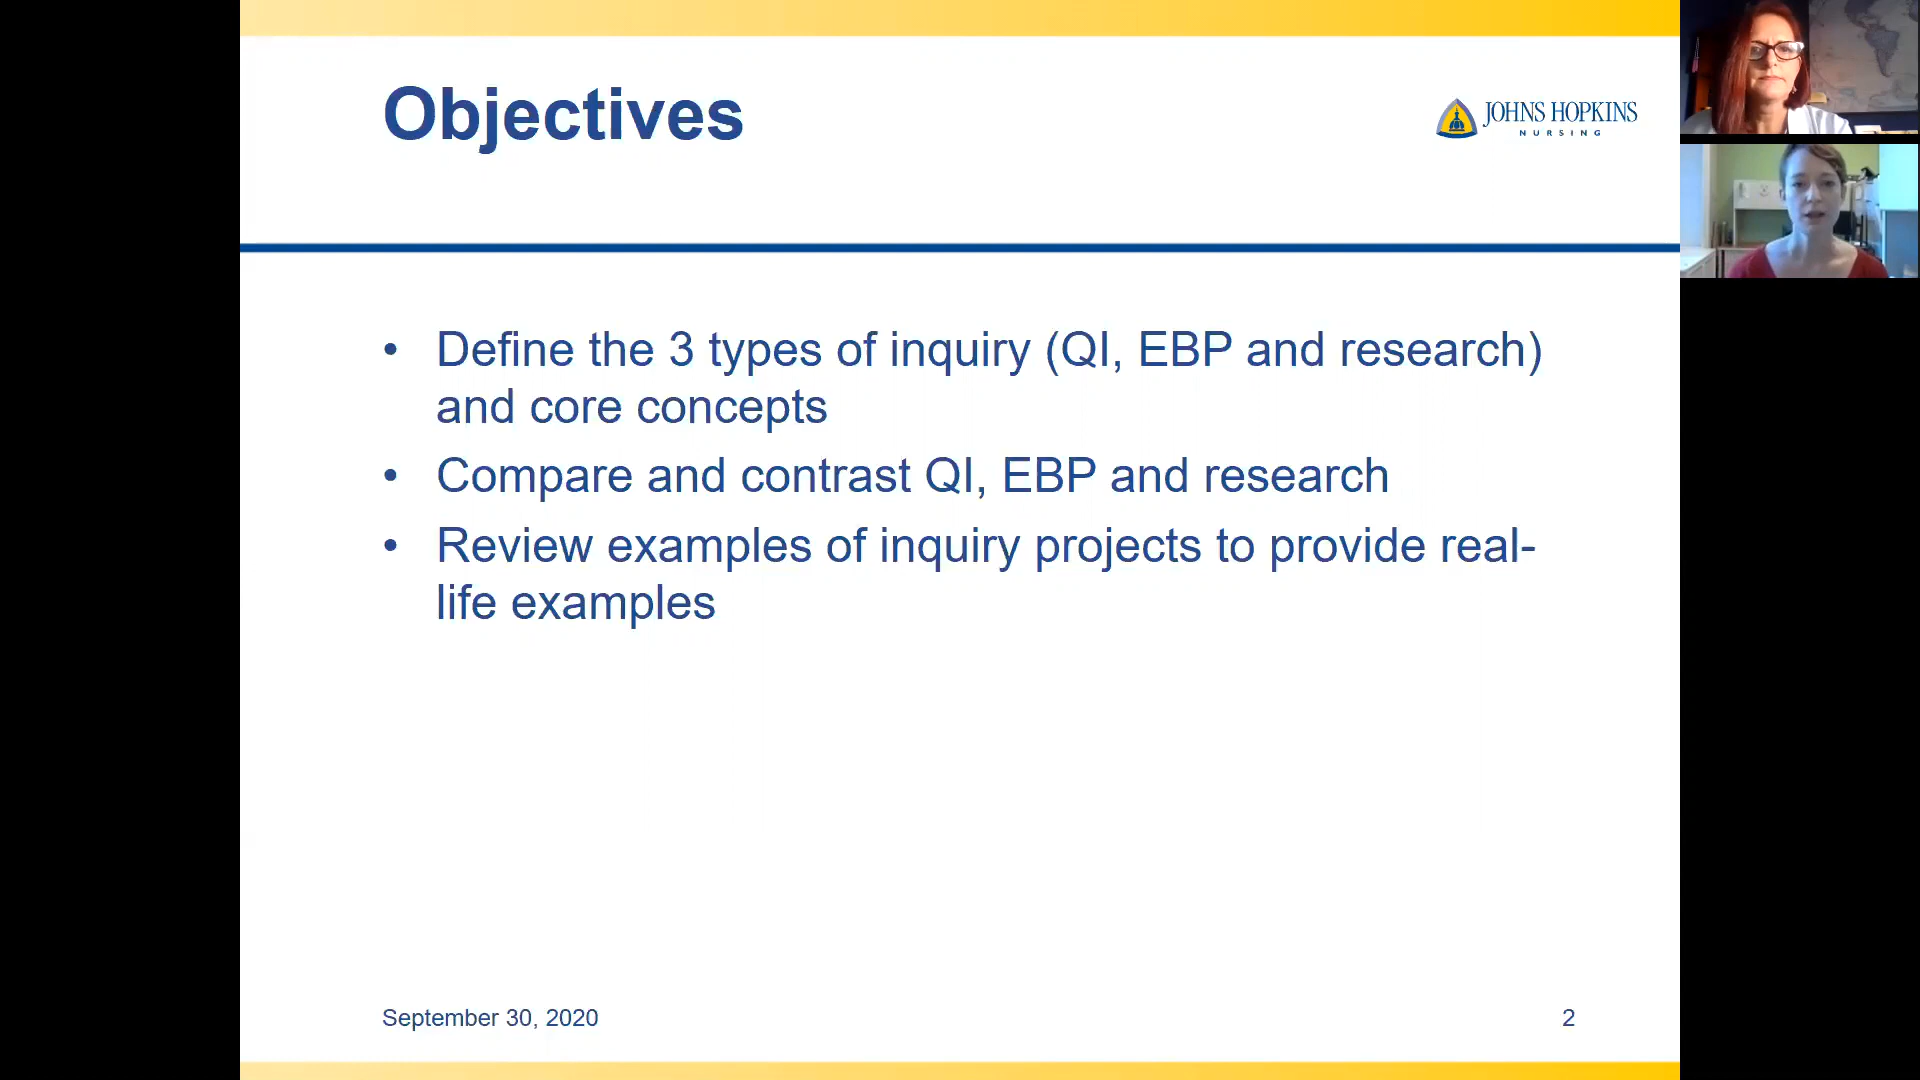 Objectives
JOHNS HOPKINS
NURSING
• Define the 3 types of inquiry (QI, EBP and research)
and core concepts
• Compare and contrast QI, EBP and research
• Review examples of inquiry projects to provide real-
life examples
September 30, 2020
2